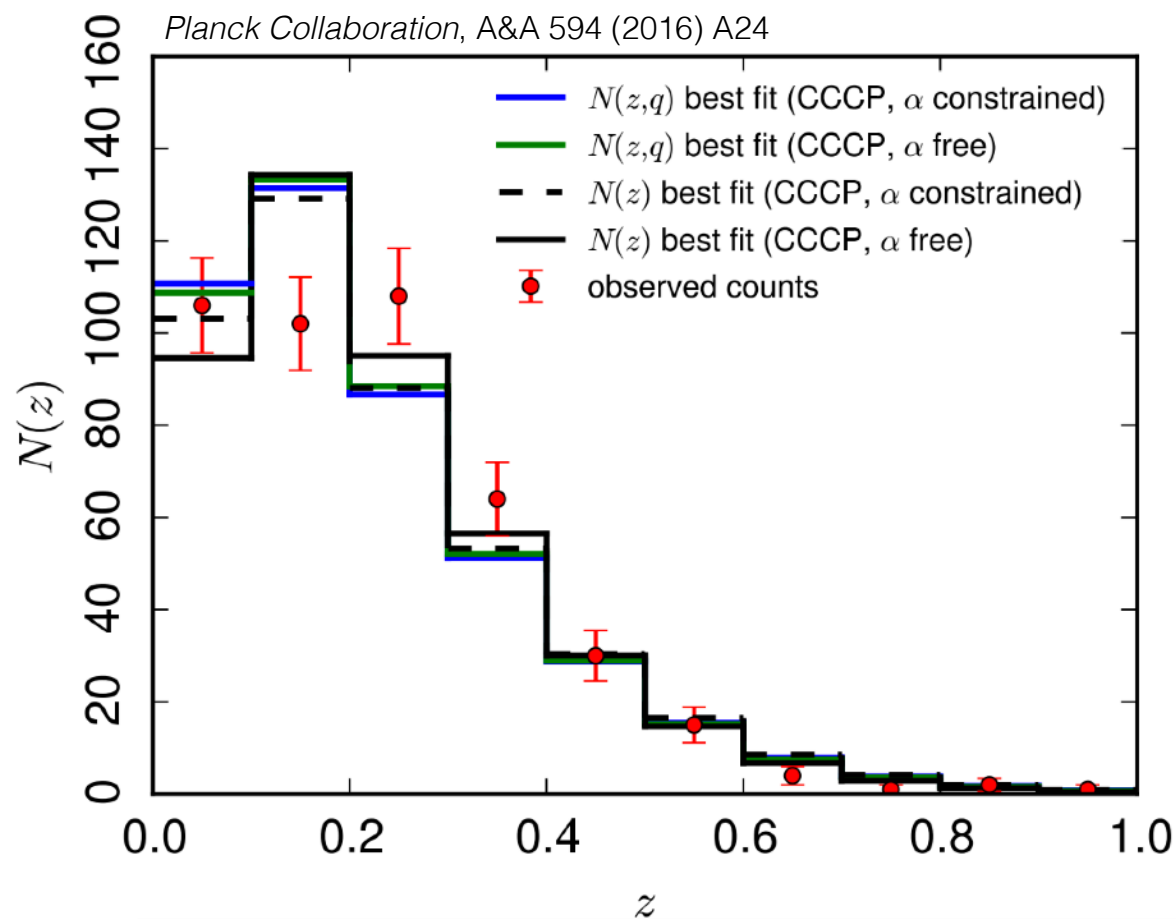 Planck Collaboration, A&A 594 (2016) A24
160
140
120
100
80
60
40
20
0
N(z)
N(z,q) best fit (CCCP, α constrained)
N(z,q) best fit (CCCP, α free)
N(z) best fit (CCCP, α constrained)
N(z) best fit (CCCP, α free)
observed counts
0.0 0.2 0.4 0.6 0.8 1.0
z